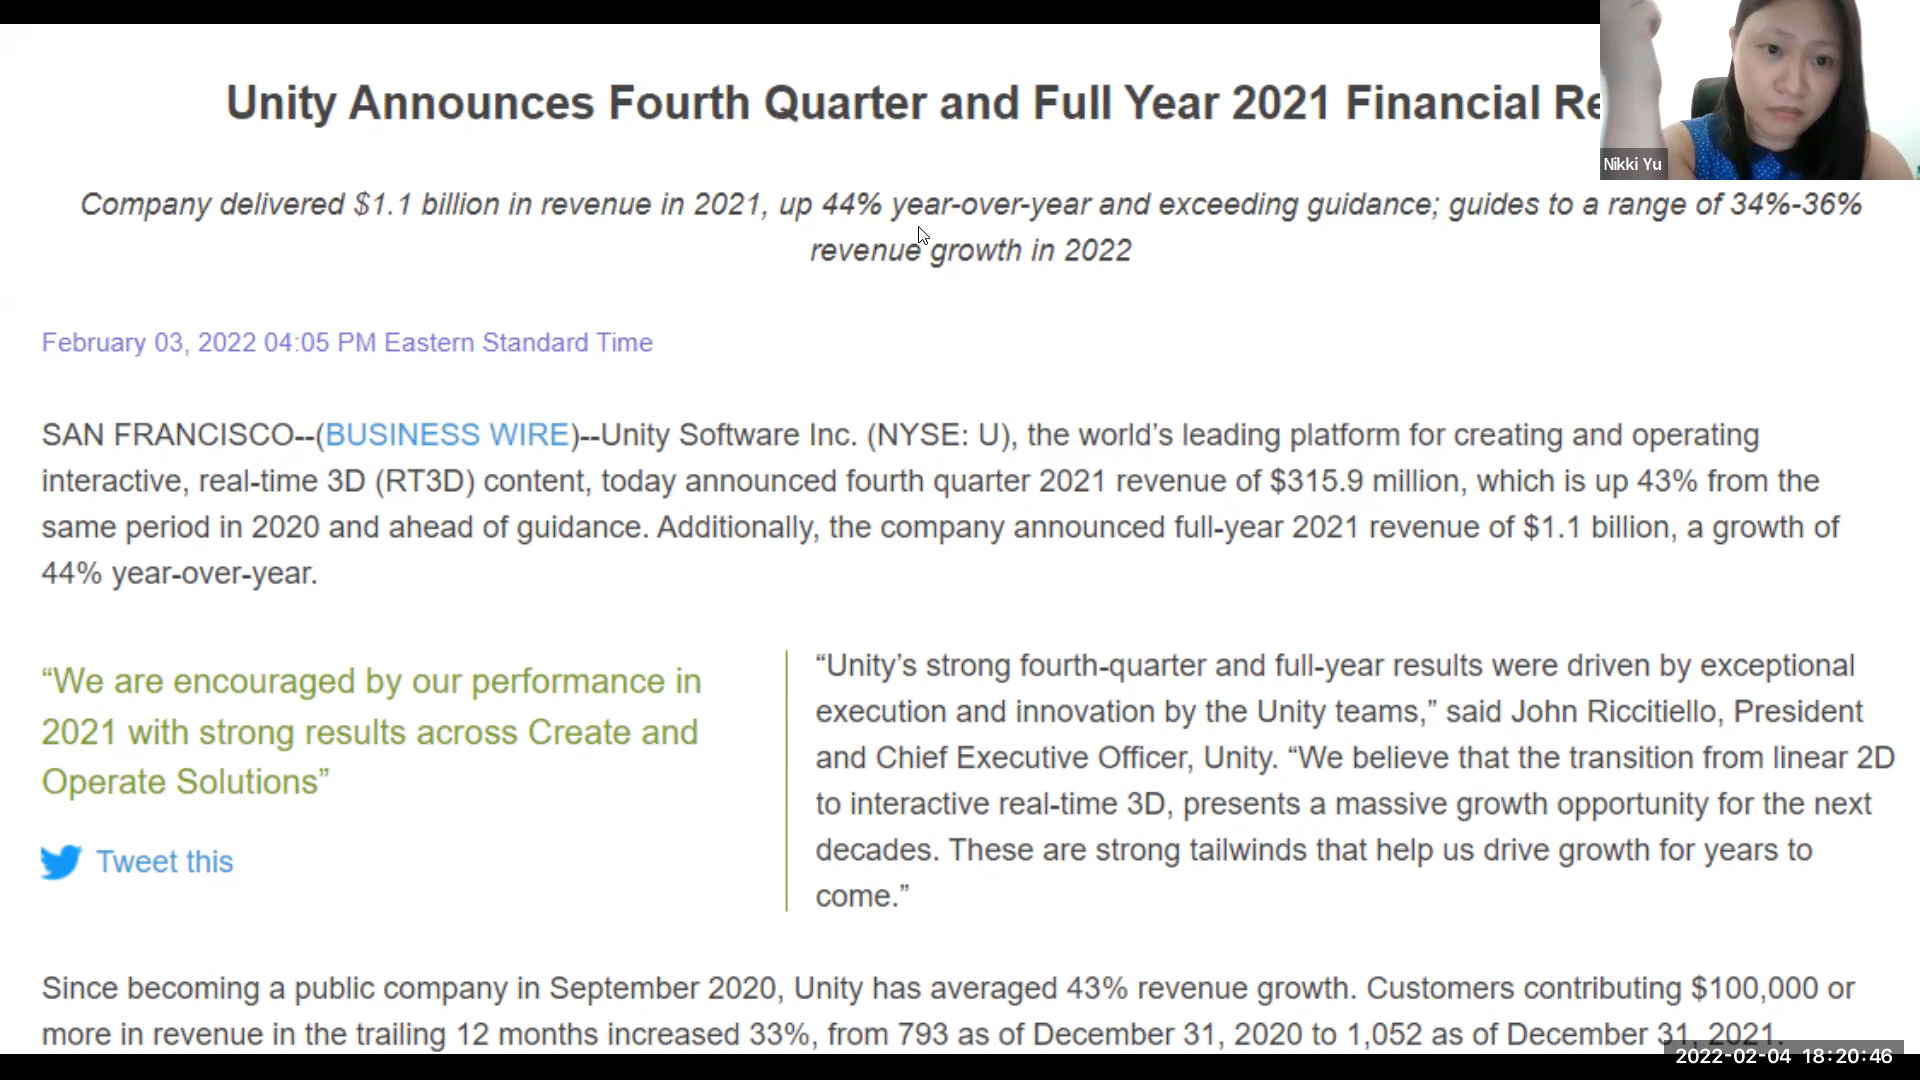 Unity Announces Fourth Quarter and Full Year 2021 Financial
Nikki Yu
Company delivered $1.1 billion in revenue in 2021, up 44% year-over-year and exceeding guidance; guides to a range of 34%-36%
revenue growth in 2022
February 03, 2022 04:05 PM Eastern Standard Time
SAN FRANCISCO--(BUSINESS WIRE)--Unity Software Inc. (NYSE: U), the world’s leading platform for creating and operating
interactive, real-time 3D (RT3D) content, today announced fourth quarter 2021 revenue of $315.9 million, which is up 43% from the
same period in 2020 and ahead of guidance. Additionally, the company announced full-year 2021 revenue of $1.1 billion, a growth of
44% year-over-year.
“We are encouraged by our performance in
2021 with strong results across Create and
Operate Solutions”
Tweet this
“Unity’s strong fourth-quarter and full-year results were driven by exceptional
execution and innovation by the Unity teams,” said John Riccitiello, President
and Chief Executive Officer, Unity. “We believe that the transition from linear 2D
to interactive real-time 3D, presents a massive growth opportunity for the next
decades. These are strong tailwinds that help us drive growth for years to
come.”
Since becoming a public company in September 2020, Unity has averaged 43% revenue growth. Customers contributing $100,000 or
more in revenue in the trailing 12 months increased 33%, from 793 as of December 31, 2020 to 1,052 as of December 31, 2021.
2022-02-04 18:20:46